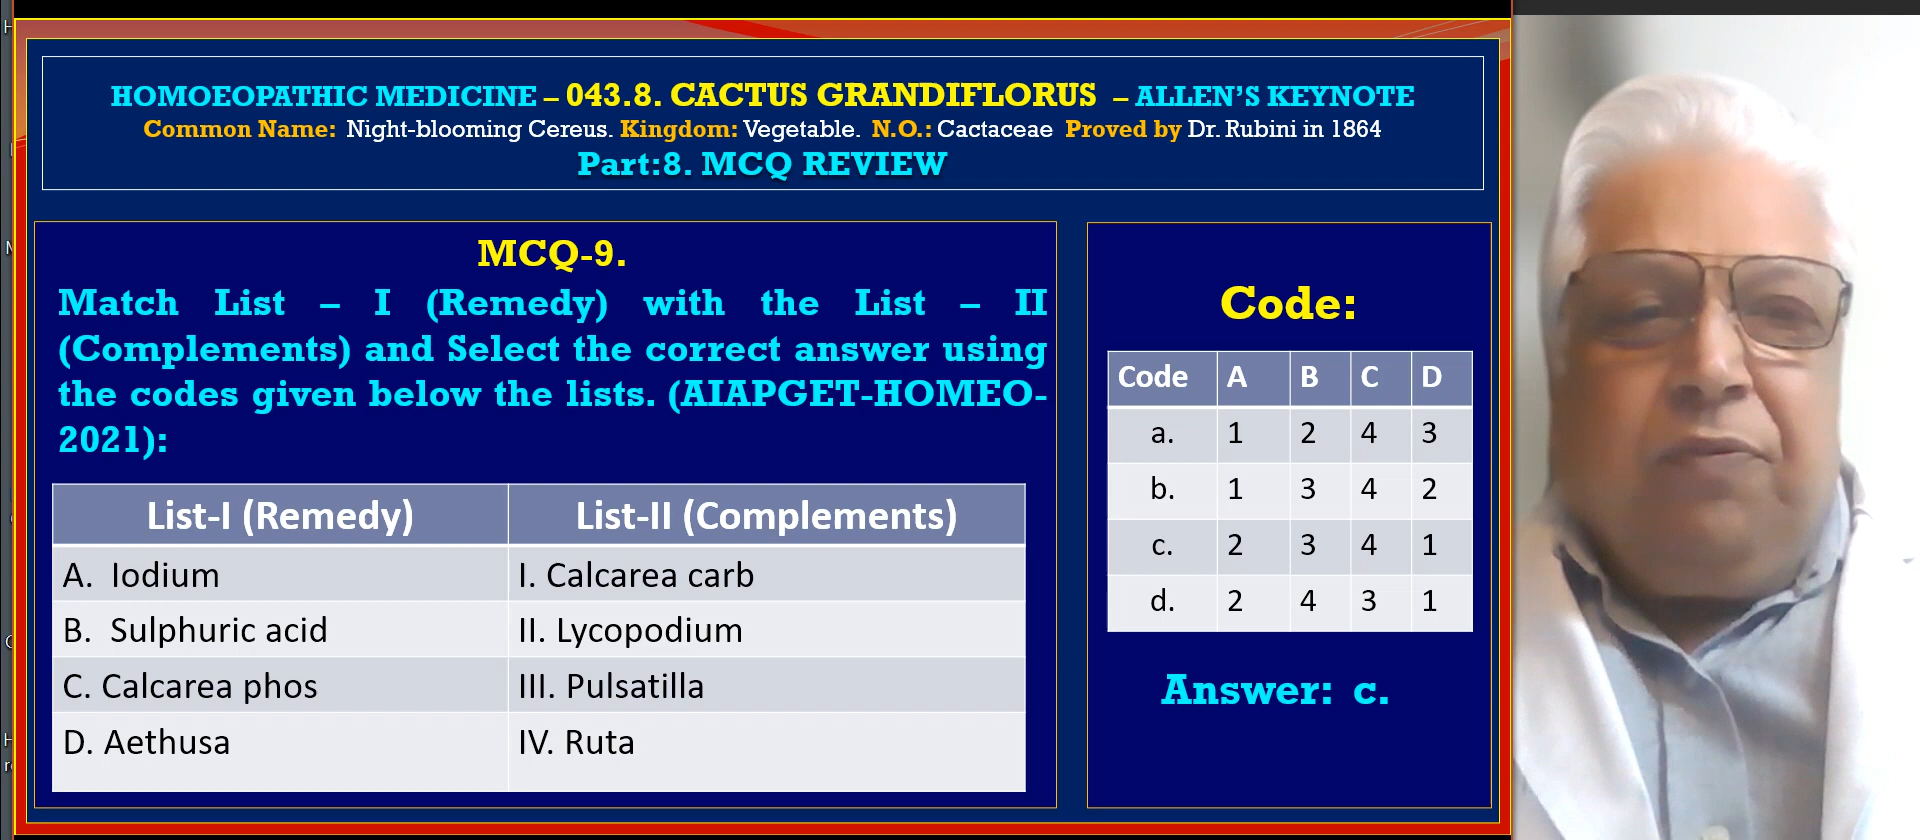 HOMOEOPATHIC MEDICINE – 043.8. CACTUS GRANDIFLORUS – ALLEN'S KEYNOTE
Common Name: Night-blooming Cereus. Kingdom: Vegetable. N.O.: Cactaceae Proved by Dr. Rubini in 1864
Part:8. MCQ REVIEW
MCQ-9.
Match List – I (Remedy) with the List – II
(Complements) and Select the correct answer using
the codes given below the lists. (AIAPGET-HOMEO-
2021):
List-I (Remedy) List-II (Complements)
A. Iodium I. Calcarea carb
B. Sulphuric acid II. Lycopodium
C. Calcarea phos III. Pulsatilla
D. Aethusa IV. Ruta
Code:
Code A B C D
a. 1 2 4 3
b. 1 3 4 2
c. 2 3 4 1
d. 2 4 3 1
Answer: c.